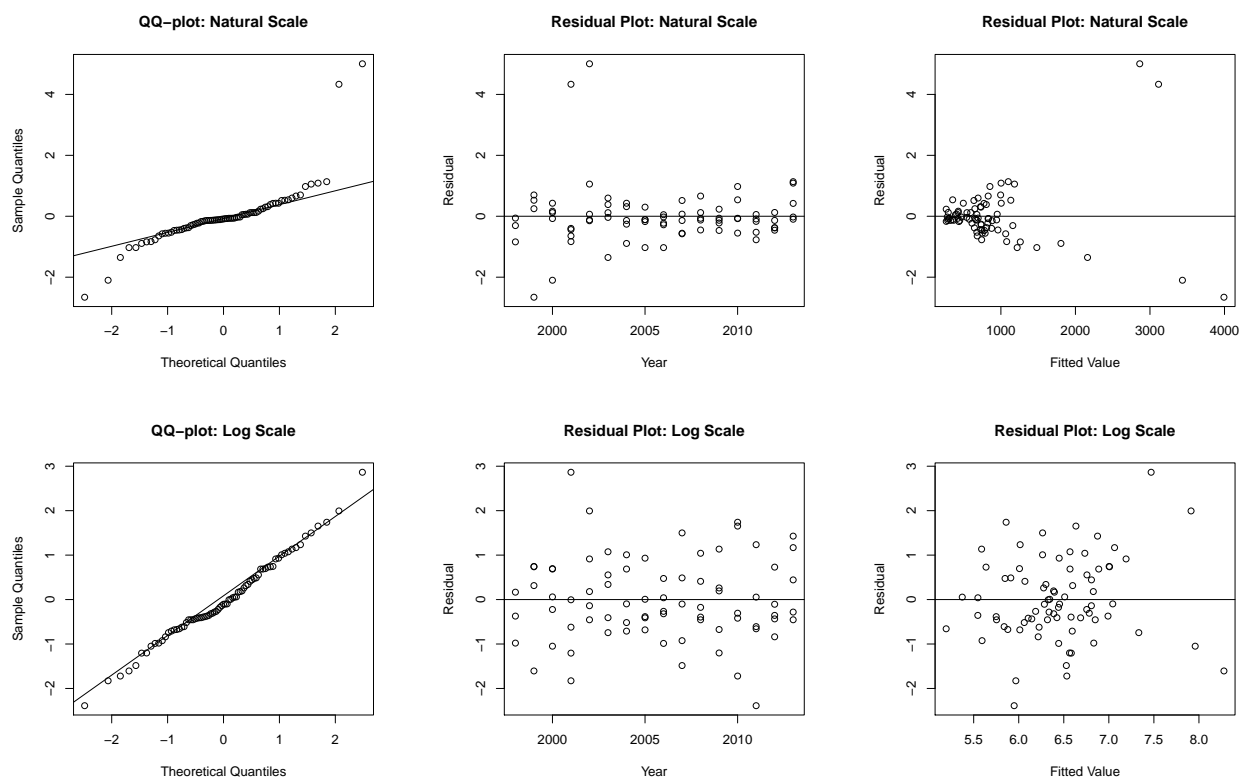 QQ−plot: Natural Scale
Sample Quantiles
4
2
0
−2
−2 −1 0 1 2
Theoretical Quantiles
Residual Plot: Natural Scale
Residual
4
2
0
−2
2000 2005 2010
Year
Residual Plot: Natural Scale
Residual
4
2
0
−2
1000 2000 3000 4000
Fitted Value
QQ−plot: Log Scale
Sample Quantiles
3
2
1
0
−1
−2
−2 −1 0 1 2
Theoretical Quantiles
Residual Plot: Log Scale
Residual
3
2
1
0
−1
−2
2000 2005 2010
Year
Residual Plot: Log Scale
Residual
3
2
1
0
−1
−2
5.5 6.0 6.5 7.0 7.5 8.0
Fitted Value